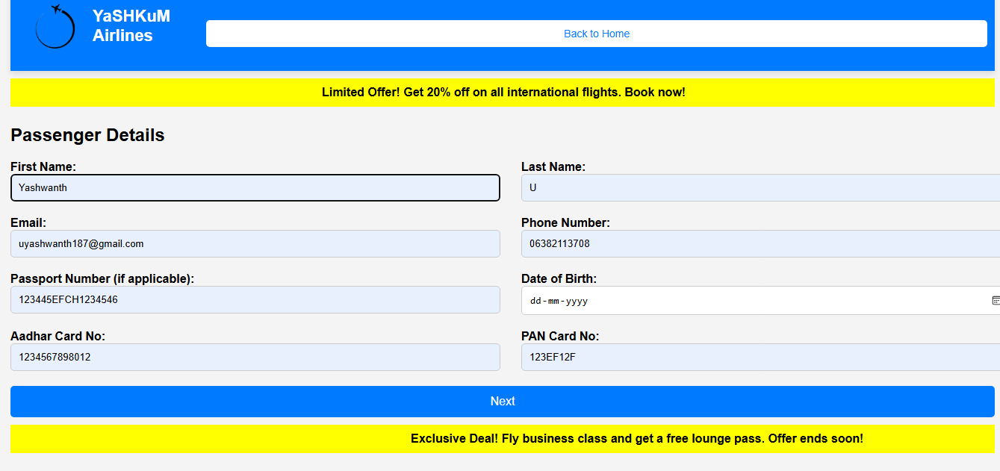 YaSHKuM
Airlines
Back to Home
Limited Offer! Get 20% off on all international flights. Book now!
Passenger Details
First Name:
Last Name:
Yashwanth
U
Email:
Phone Number:
uyashwanth187@gmail.com
06382113708
Passport Number (if applicable):
Date of Birth:
123445EFCH1234546
dd-mm-yyyy
Aadhar Card No:
PAN Card No:
1234567898012
123EF12F
Next
Exclusive Deal! Fly business class and get a free lounge pass. Offer ends soon!